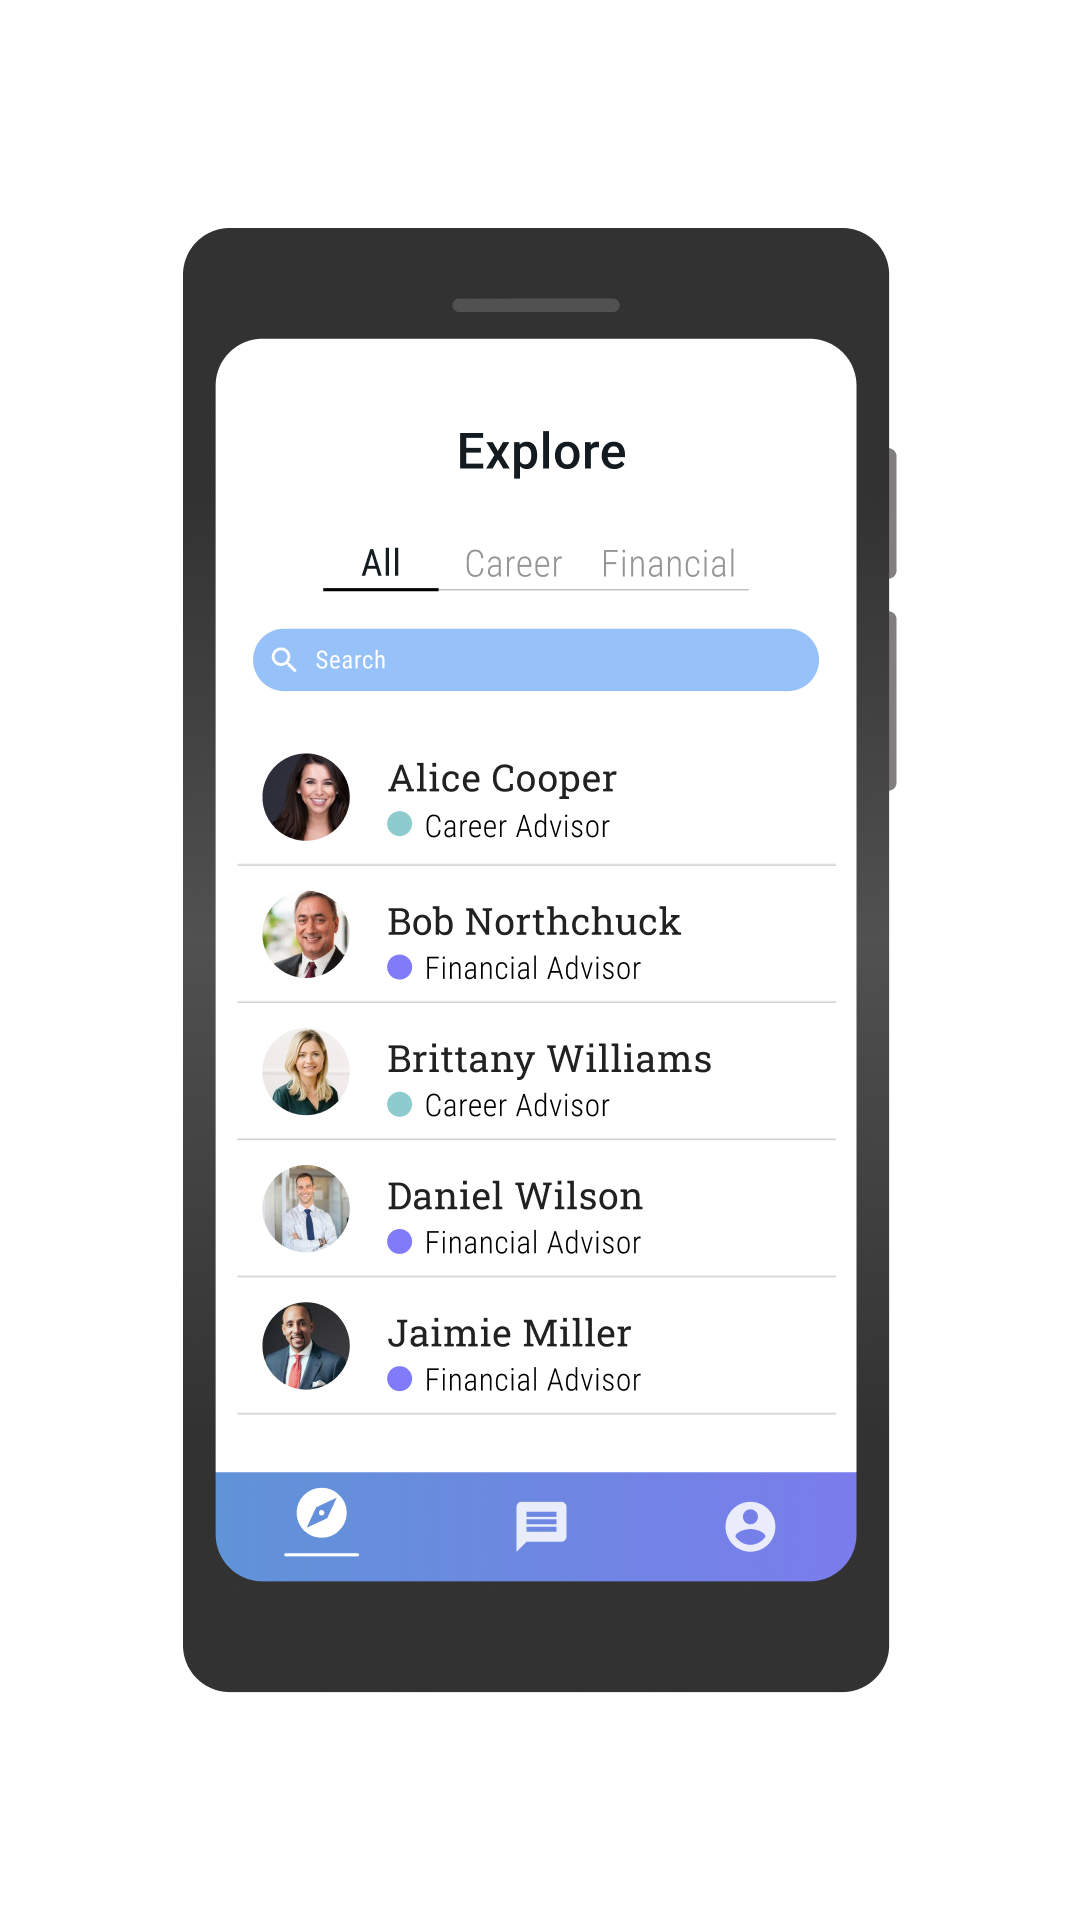 Explore
All Career Financial
Search
Alice Cooper
Career Advisor
Bob Northchuck
Financial Advisor
Brittany Williams
Career Advisor
Daniel Wilson
Financial Advisor
Jaimie Miller
Financial Advisor